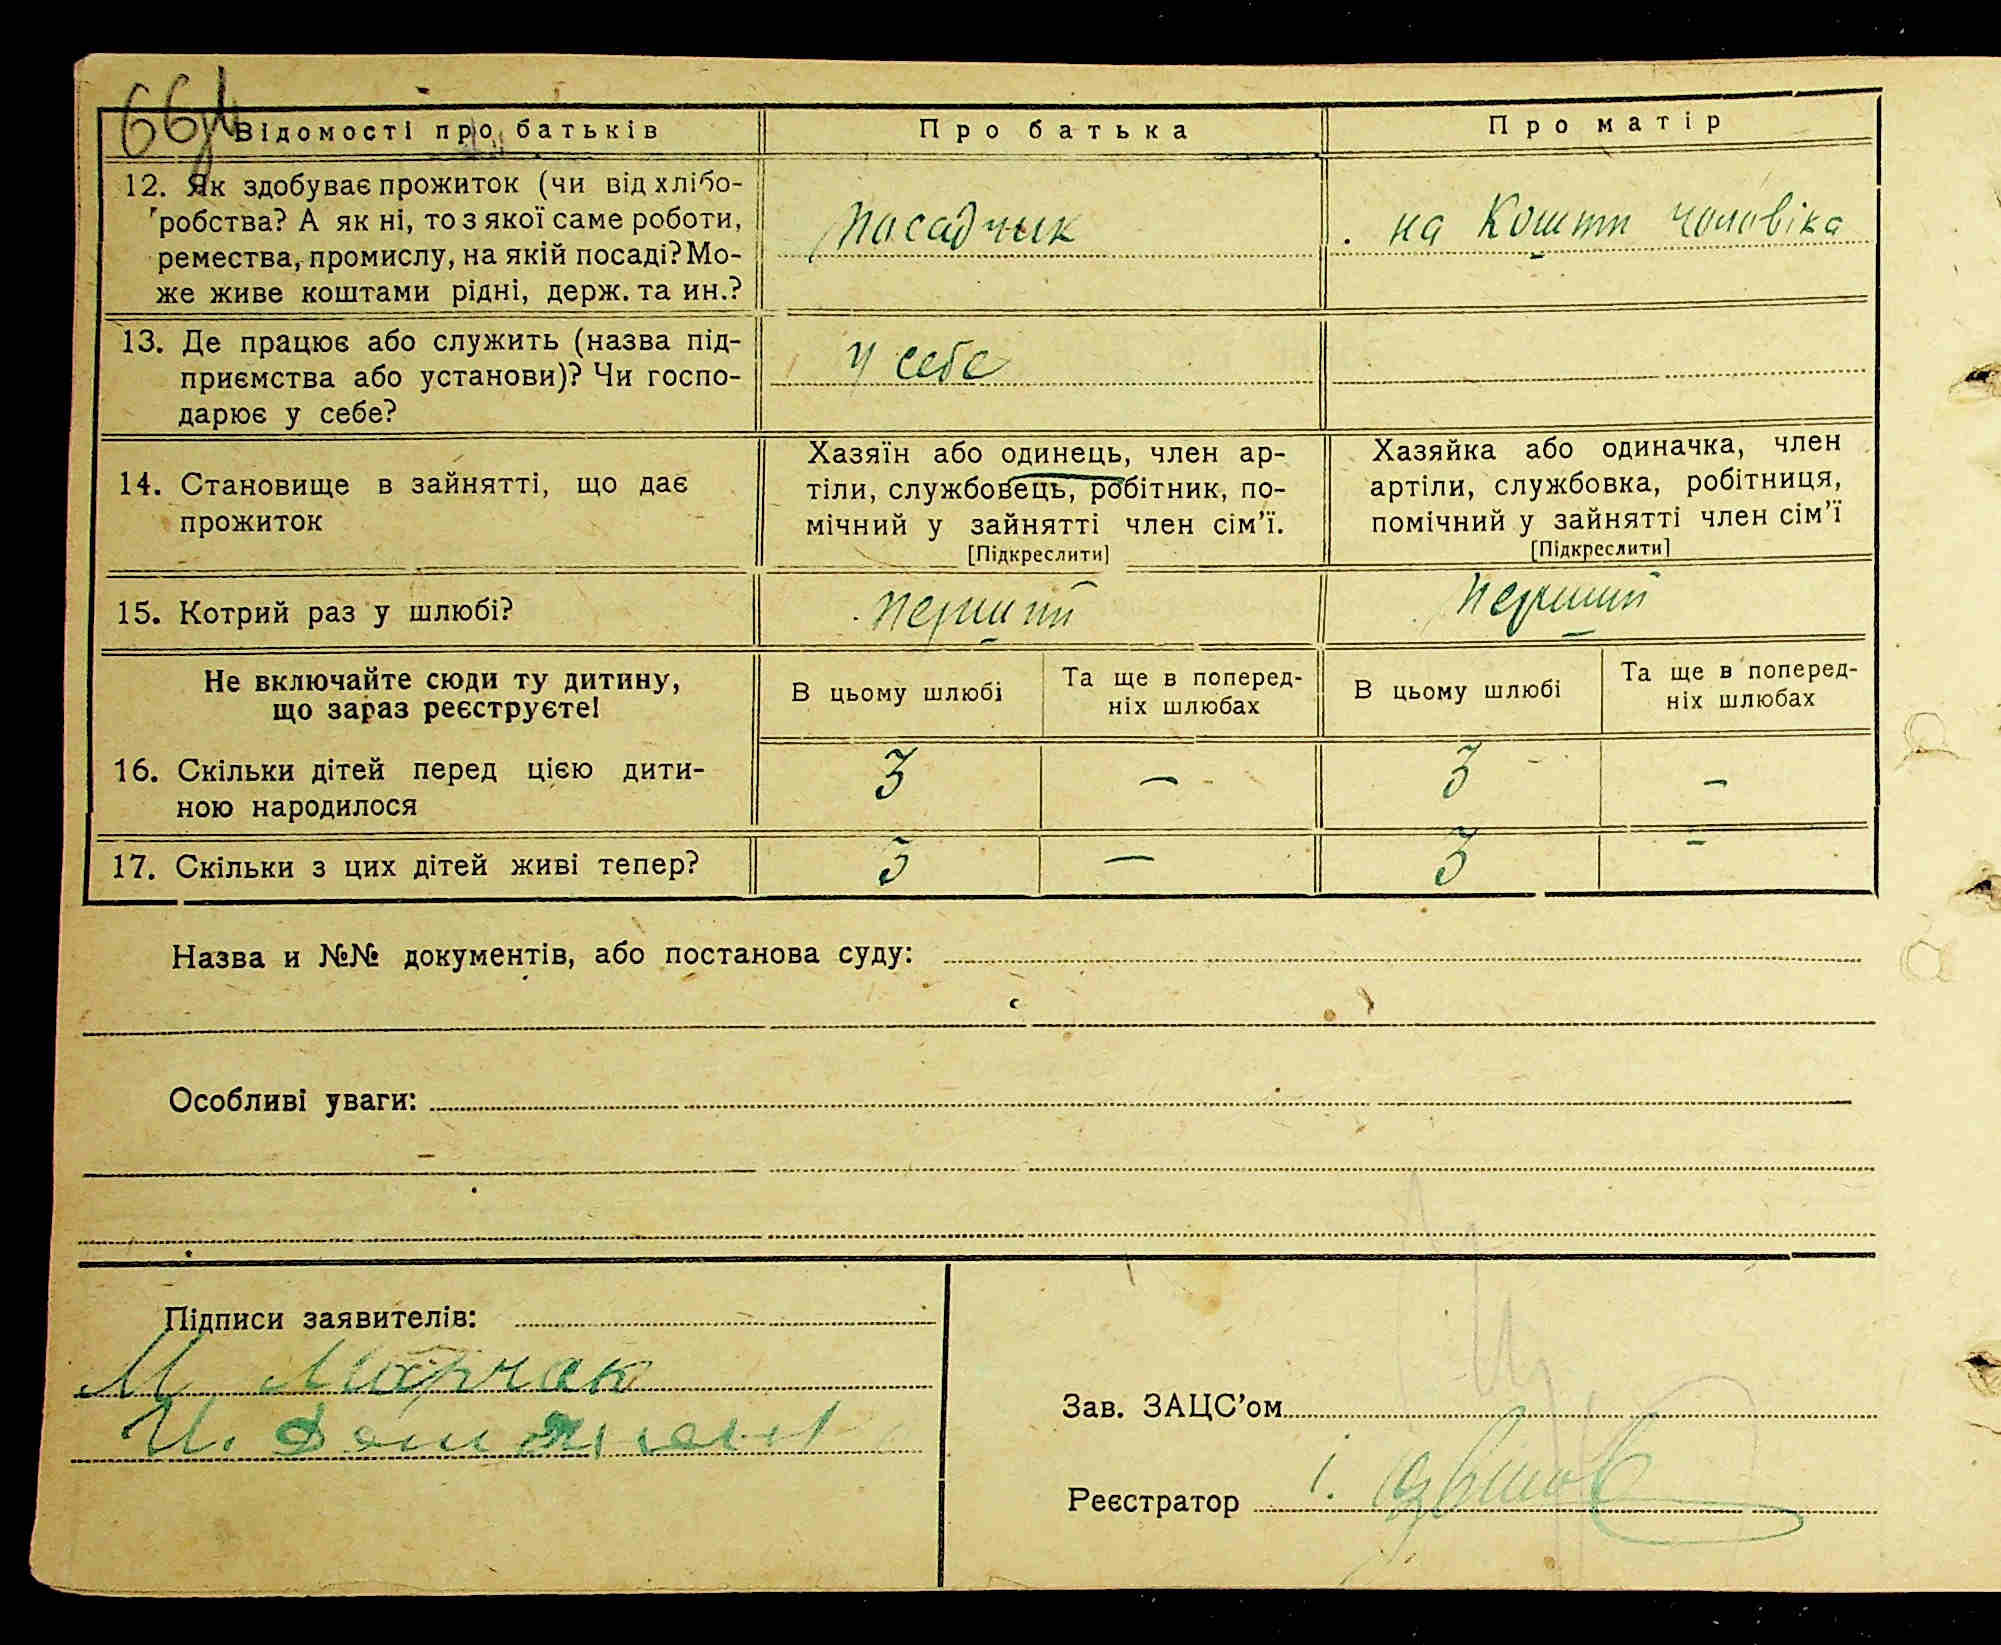 Відомості про батьків
Про батька
Про матір
12. Як здобуває прожиток (чи від хлібо-
робства? А як ні, то з якої саме роботи,
ремества, промислу, на якій посаді? Мо-
же живе коштами рідні, держ. та ин.?
Посадчик
на Кошти чоловіка
13. Де працює або служить (назва під-
приємства або установи)? Чи госпо-
дарює у себе?
у себе
14. Становище в зайнятті, що дає
прожиток
Хазяїн або одинець, член ар-
тіли, службовець, робітник, по-
мічний у зайнятті член сім'ї.
[Підкреслити]
Хазяйка або одиначка, член
артіли, службовка, робітниця,
помічний у зайнятті член сім'ї
[Підкреслити]
15. Котрий раз у шлюбі?
перший
перший
Не включайте сюди ту дитину,
що зараз реєструєте!
В цьому шлюбі
Та ще в поперед-
ніх шлюбах
В цьому шлюбі
Та ще в поперед-
ніх шлюбах
16. Скільки дітей перед цією дити-
ною народилося
3 — 3 —
17. Скільки з цих дітей живі тепер?
3 — 3 —
Назва и №№ документів, або постанова суду:
Особливі уваги:
Підписи заявителів:
М Марчак
И.
Зав. ЗАЦС'ом
Реєстратор І.